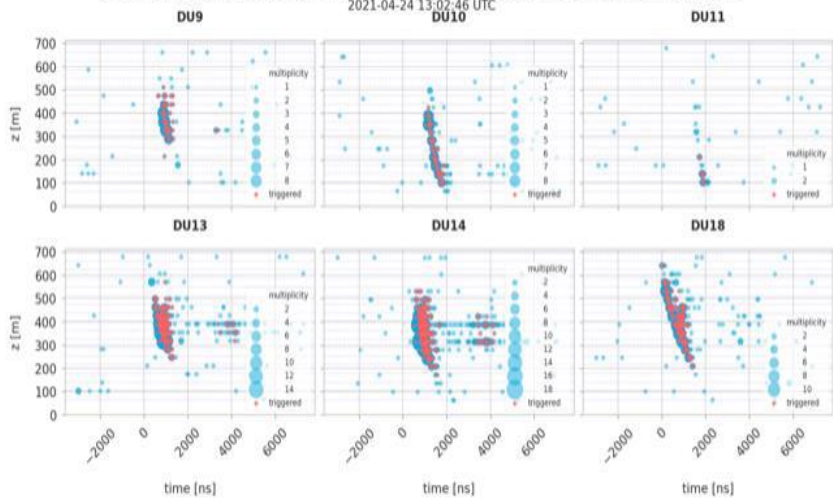 2021-04-24 13:02:46 UTC
DU9 DU10 DU11
700
600
500
400
300
200
100
0
z [m]
multiplicity
1
2
3
4
5
6
7
8
triggered
multiplicity
1
2
3
4
5
6
7
8
triggered
multiplicity
1
2
triggered
DU13 DU14 DU18
700
600
500
400
300
200
100
0
z [m]
multiplicity
2
4
6
8
10
12
14
triggered
multiplicity
2
4
6
8
10
12
14
16
18
triggered
multiplicity
2
4
6
8
10
triggered
−2000 0 2000 4000 6000 −2000 0 2000 4000 6000 −2000 0 2000 4000 6000
time [ns] time [ns] time [ns]